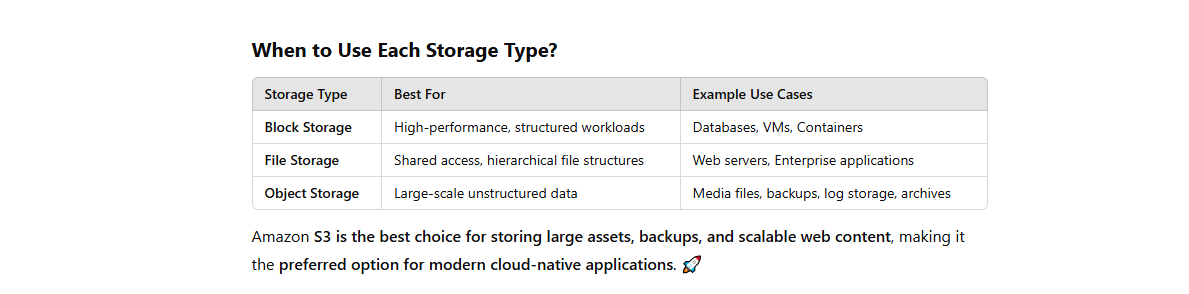 When to Use Each Storage Type?
Storage Type Best For Example Use Cases
Block Storage High-performance, structured workloads Databases, VMs, Containers
File Storage Shared access, hierarchical file structures Web servers, Enterprise applications
Object Storage Large-scale unstructured data Media files, backups, log storage, archives
Amazon S3 is the best choice for storing large assets, backups, and scalable web content, making it
the preferred option for modern cloud-native applications. 🚀